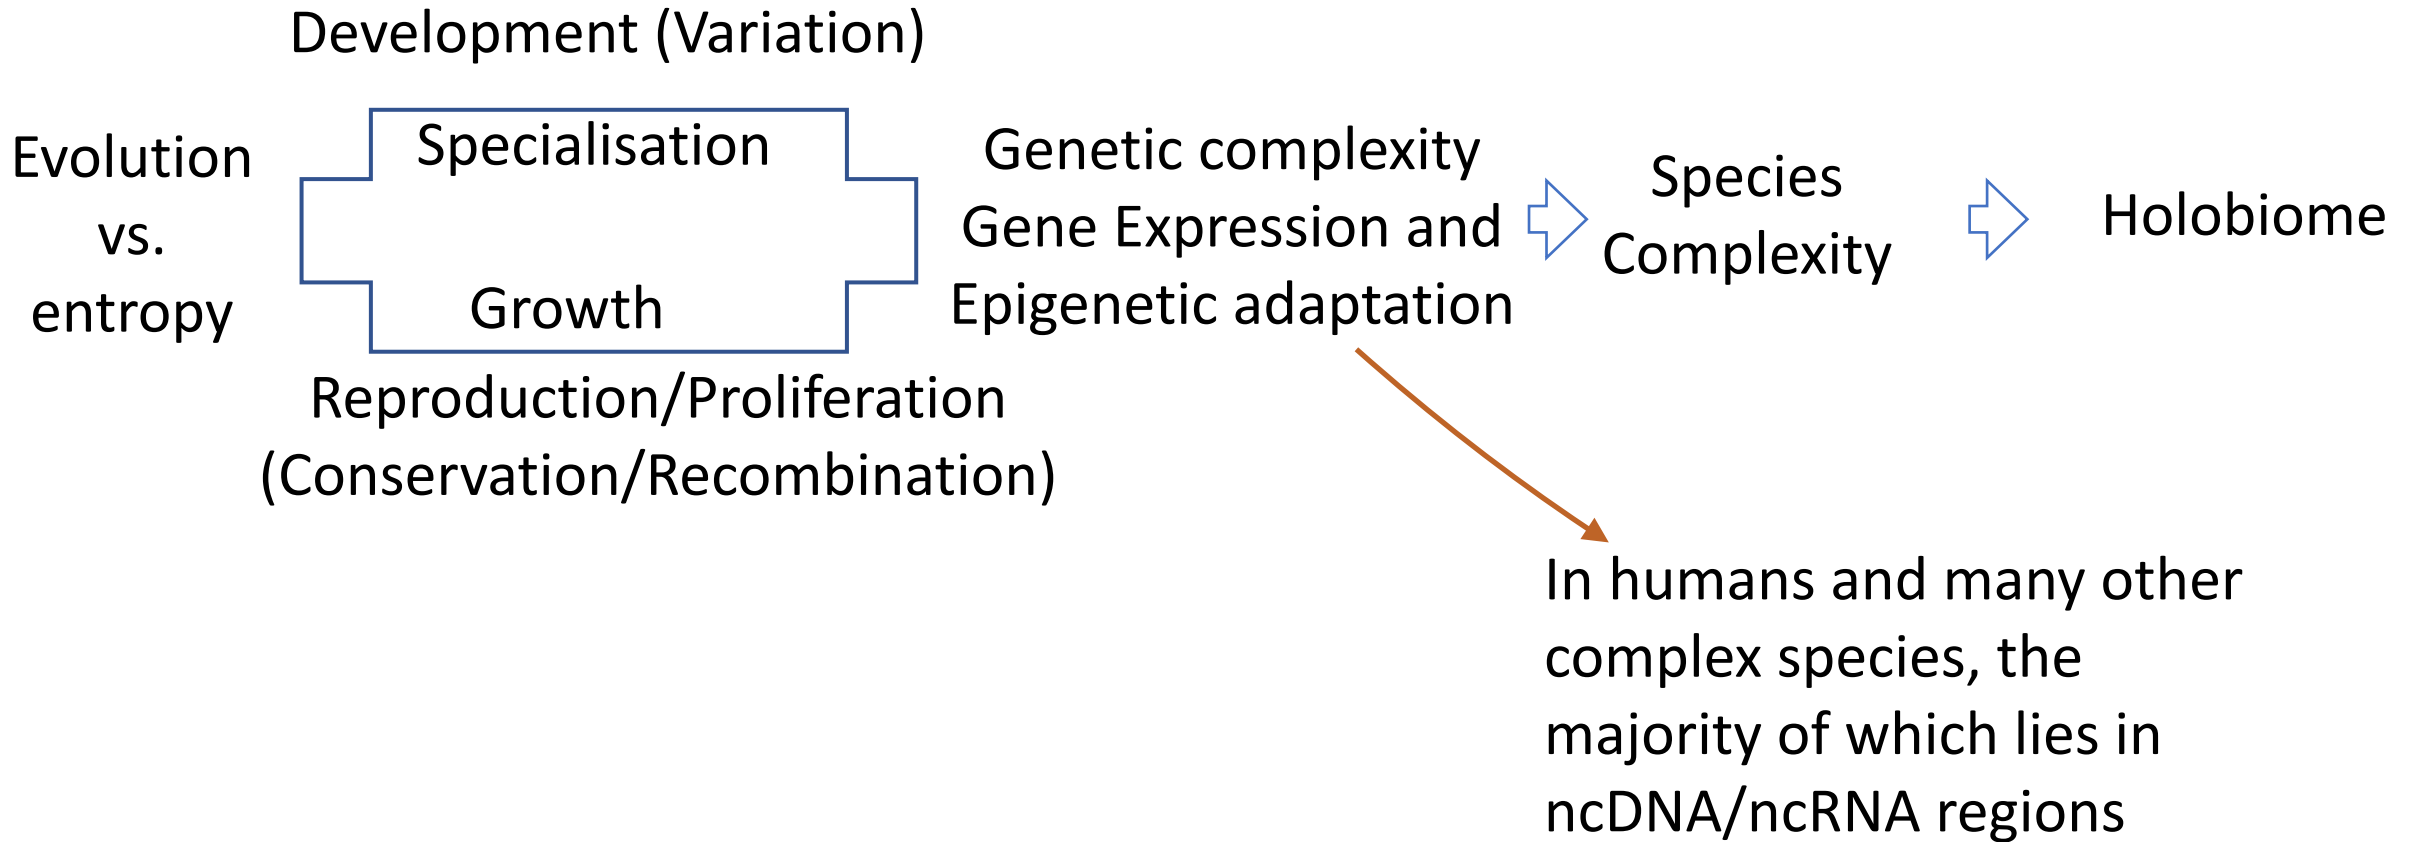 Development (Variation)
Evolution
vs.
entropy
Specialisation
Growth
Reproduction/Proliferation
(Conservation/Recombination)
Genetic complexity
Gene Expression and
Epigenetic adaptation
Species
Complexity
Holobiome
In humans and many other
complex species, the
majority of which lies in
ncDNA/ncRNA regions